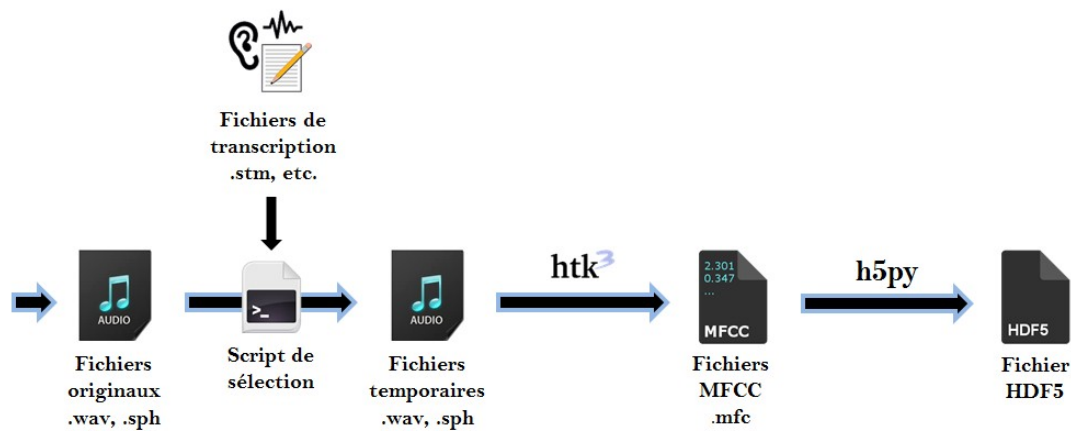 Fichiers de
transcription
.stm, etc.
AUDIO
Fichiers
originaux
.wav, .sph
>_
Script de
sélection
AUDIO
Fichiers
temporaires
.wav, .sph
htk3
2.301
0.347
...
MFCC
Fichiers
MFCC
.mfc
h5py
HDF5
Fichier
HDF5